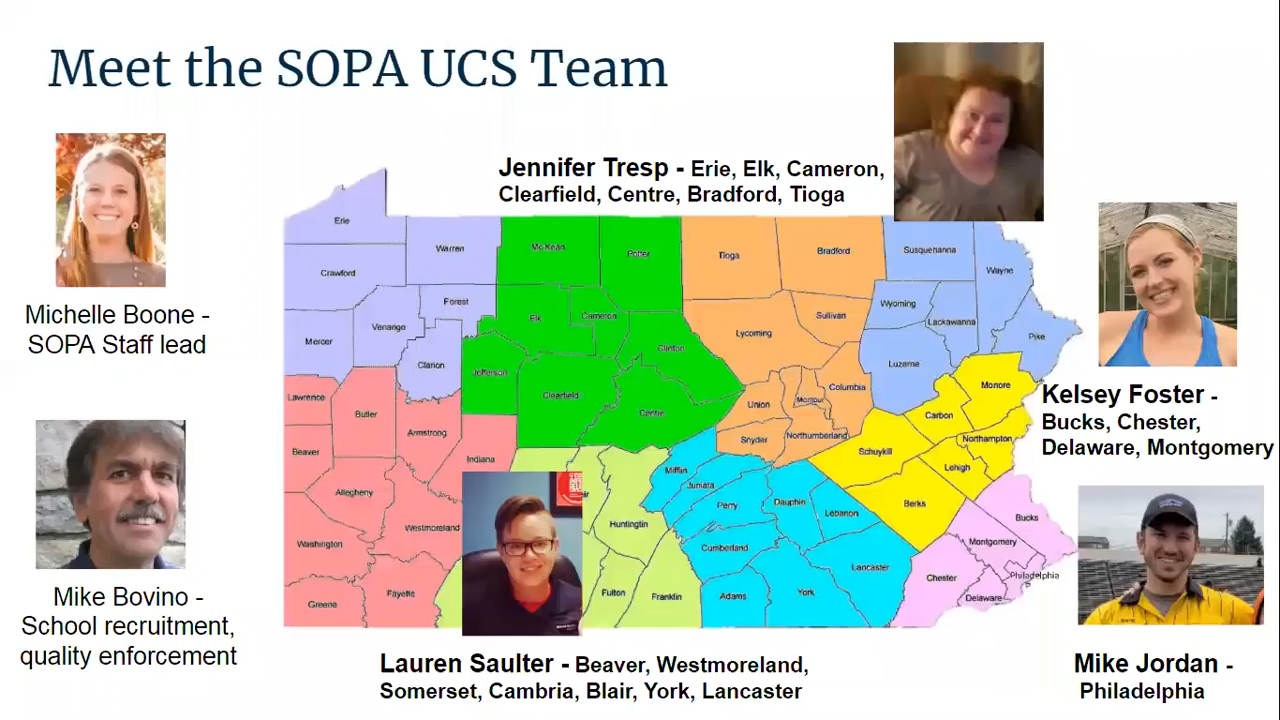 Meet the SOPA UCS Team
Jennifer Tresp - Erie, Elk, Cameron,
Clearfield, Centre, Bradford, Tioga
Michelle Boone -
SOPA Staff lead
Mike Bovino -
School recruitment,
quality enforcement
Kelsey Foster -
Bucks, Chester,
Delaware, Montgomery
Mike Jordan -
Philadelphia
Lauren Saulter - Beaver, Westmoreland,
Somerset, Cambria, Blair, York, Lancaster
Erie
Warren
McKean
Potter
Tioga
Bradford
Susquehanna
Wayne
Crawford
Forest
Elk
Cameron
Sullivan
Wyoming
Lackawanna
Pike
Mercer
Venango
Clarion
Jefferson
Clinton
Lycoming
Luzerne
Lawrence
Butler
Armstrong
Clearfield
Centre
Union
Montour
Columbia
Carbon
Monore
Beaver
Indiana
Snyder
Northumberland
Schuykill
Northampton
Lehigh
Allegheny
Mifflin
Juniata
Perry
Dauphin
Lebanon
Berks
Bucks
Washington
Westmoreland
Huntingtin
Cumberland
Lancaster
Montgomery
Greene
Fayette
Fulton
Franklin
Adams
York
Chester
Delaware
Philadelphia